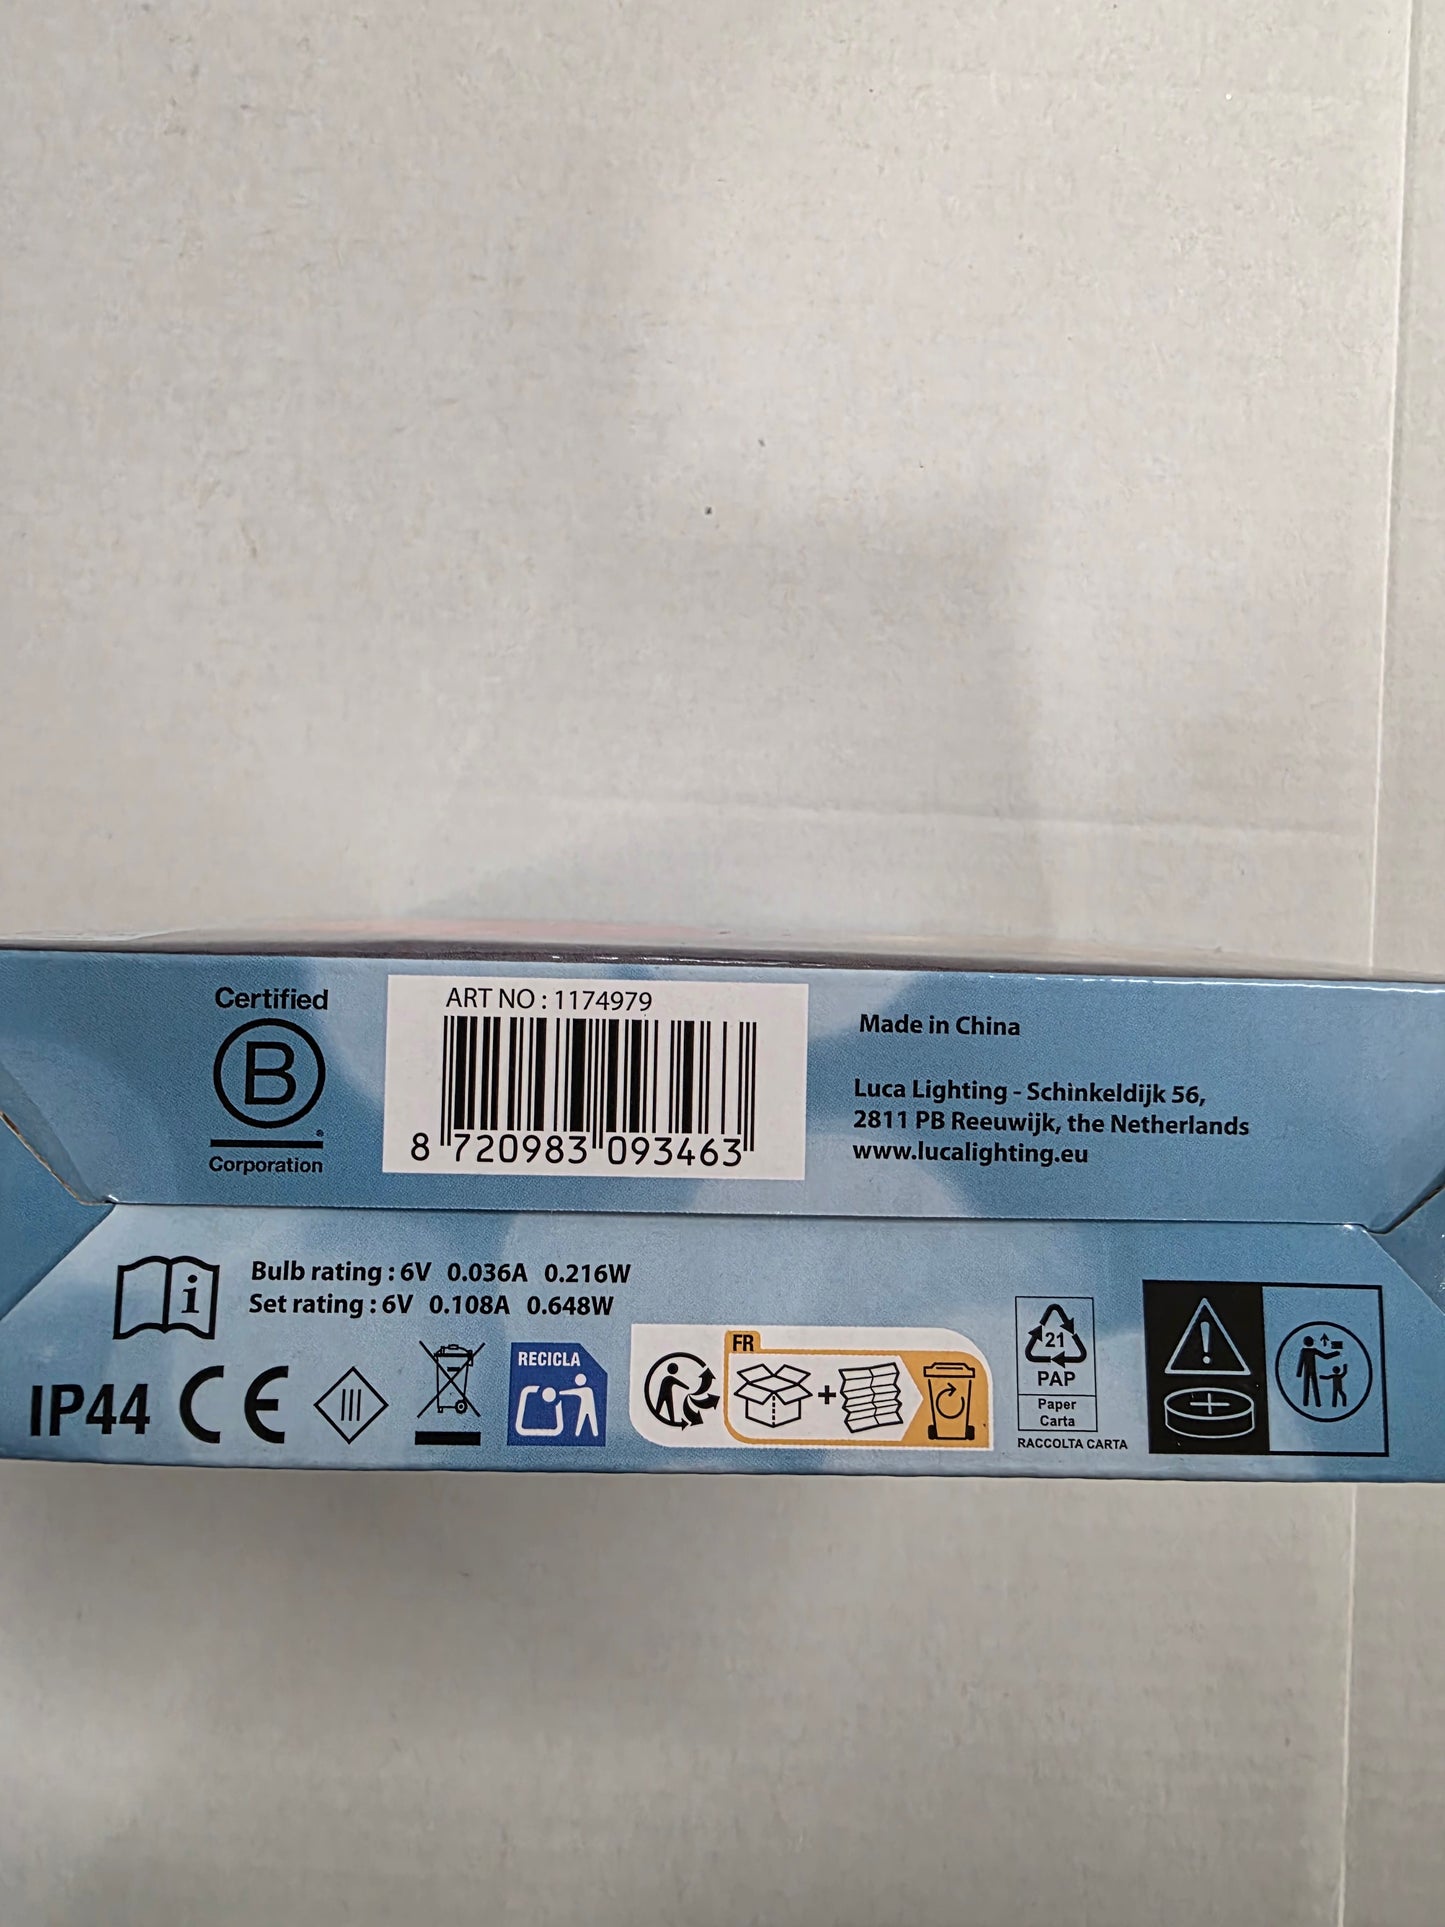 Certified
B
®
Corporation
ART NO : 1174979
8 720983 093463
Made in China
Luca Lighting - Schinkeldijk 56,
2811 PB Reeuwijk, the Netherlands
www.lucalighting.eu
i
Bulb rating : 6V 0.036A 0.216W
Set rating : 6V 0.108A 0.648W
IP44 CE III
RECICLA
FR
+
21
PAP
Paper
Carta
RACCOLTA CARTA
!
+